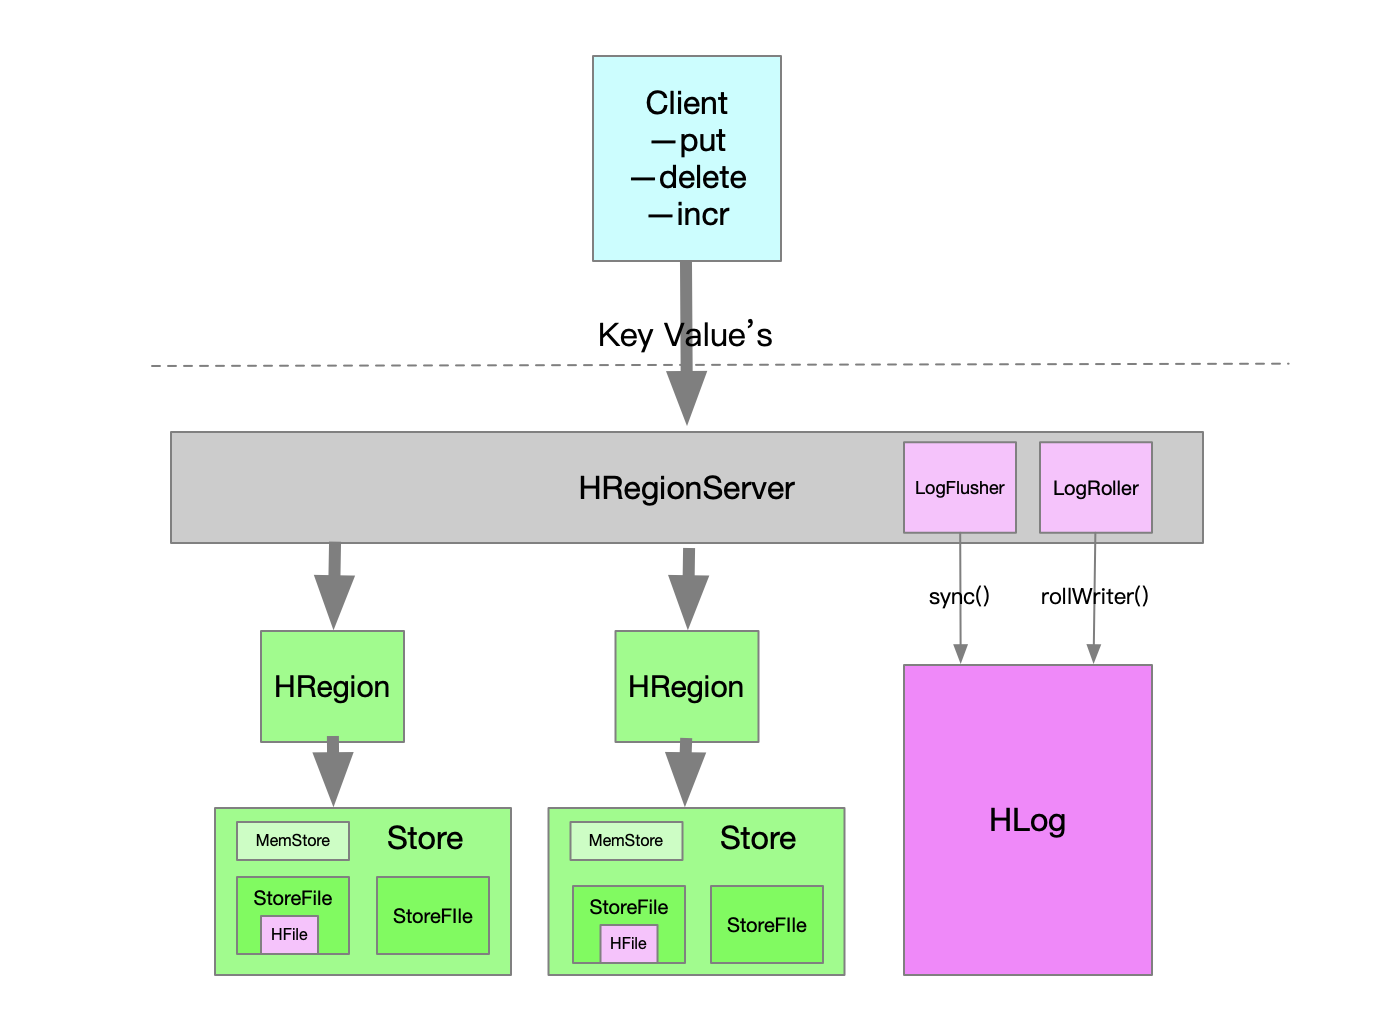 Client
—put
—delete
—incr
Key Value’s
HRegionServer
LogFlusher
LogRoller
sync()
rollWriter()
HRegion
HRegion
HLog
MemStore
Store
StoreFile
HFile
StoreFIle
MemStore
Store
StoreFile
HFile
StoreFIle